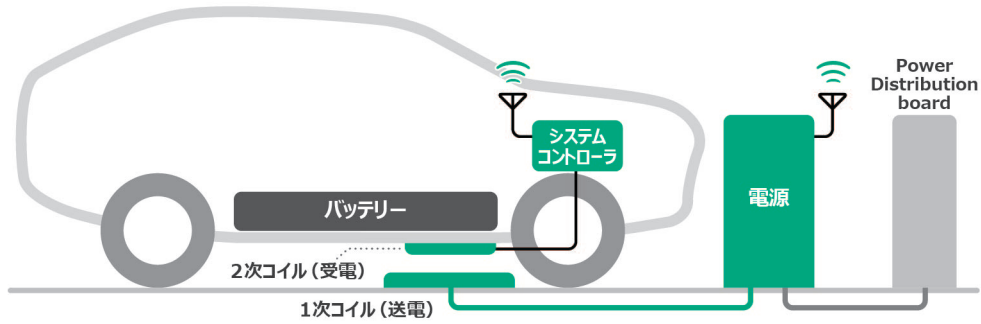 Power
Distribution
board
システム
コントローラ
電源
バッテリー
2次コイル（受電）
1次コイル（送電）